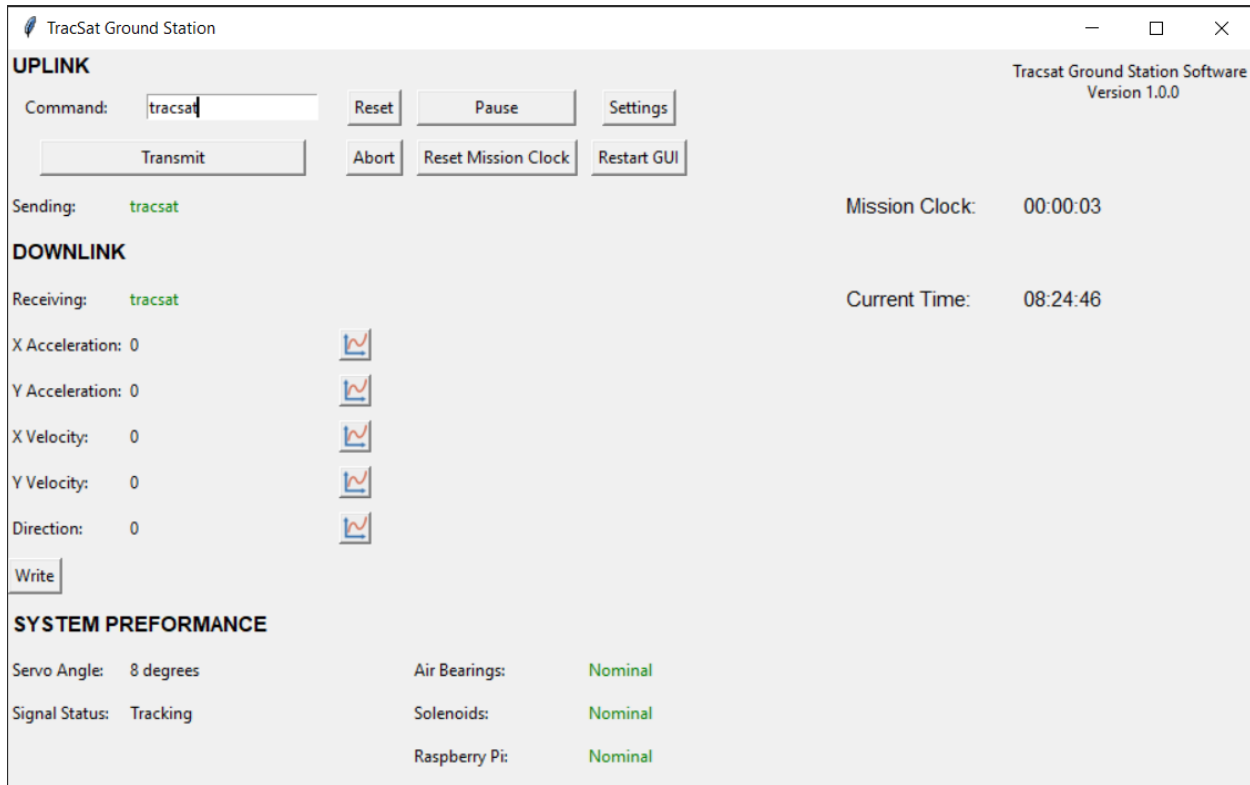 TracSat Ground Station
UPLINK
Tracsat Ground Station Software
Version 1.0.0
Command: tracsat Reset Pause Settings
Transmit Abort Reset Mission Clock Restart GUI
Sending: tracsat Mission Clock: 00:00:03
DOWNLINK
Receiving: tracsat Current Time: 08:24:46
X Acceleration: 0
Y Acceleration: 0
X Velocity: 0
Y Velocity: 0
Direction: 0
Write
SYSTEM PREFORMANCE
Servo Angle: 8 degrees Air Bearings: Nominal
Signal Status: Tracking Solenoids: Nominal
Raspberry Pi: Nominal